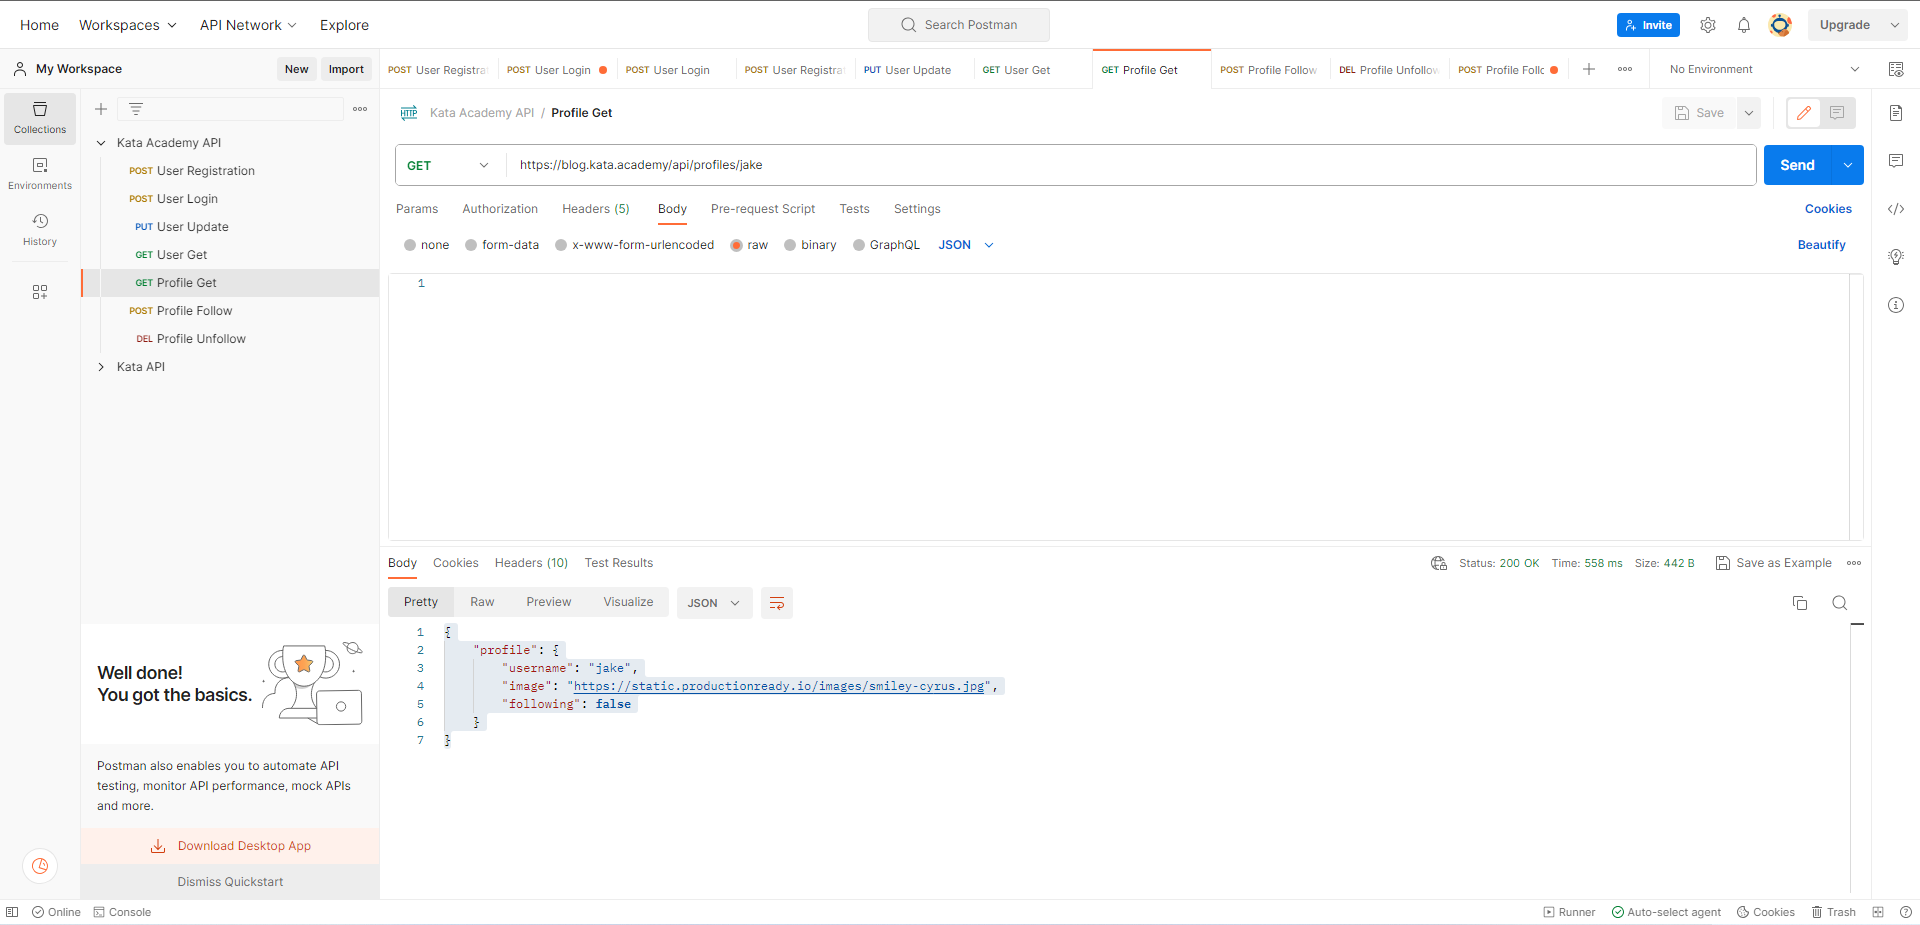 Home Workspaces API Network Explore Search Postman Invite Upgrade
My Workspace New Import
POST User Registra POST User Login POST User Login POST User Registra PUT User Update GET User Get GET Profile Get POST Profile Follow DEL Profile Unfollow POST Profile Follo No Environment
Collections
Environments
History
Kata Academy API
POST User Registration
POST User Login
PUT User Update
GET User Get
GET Profile Get
POST Profile Follow
DEL Profile Unfollow
Kata API
Well done!
You got the basics.
Postman also enables you to automate API
testing, monitor API performance, mock APIs
and more.
Download Desktop App
Dismiss Quickstart
HTTP Kata Academy API / Profile Get Save
GET https://blog.kata.academy/api/profiles/jake Send
Params Authorization Headers (5) Body Pre-request Script Tests Settings Cookies
none form-data x-www-form-urlencoded raw binary GraphQL JSON Beautify
1
Body Cookies Headers (10) Test Results Status: 200 OK Time: 558 ms Size: 442 B Save as Example
Pretty Raw Preview Visualize JSON
1 {
2 "profile": {
3 "username": "jake",
4 "image": "https://static.productionready.io/images/smiley-cyrus.jpg",
5 "following": false
6 }
7 }
Online Console Runner Auto-select agent Cookies Trash